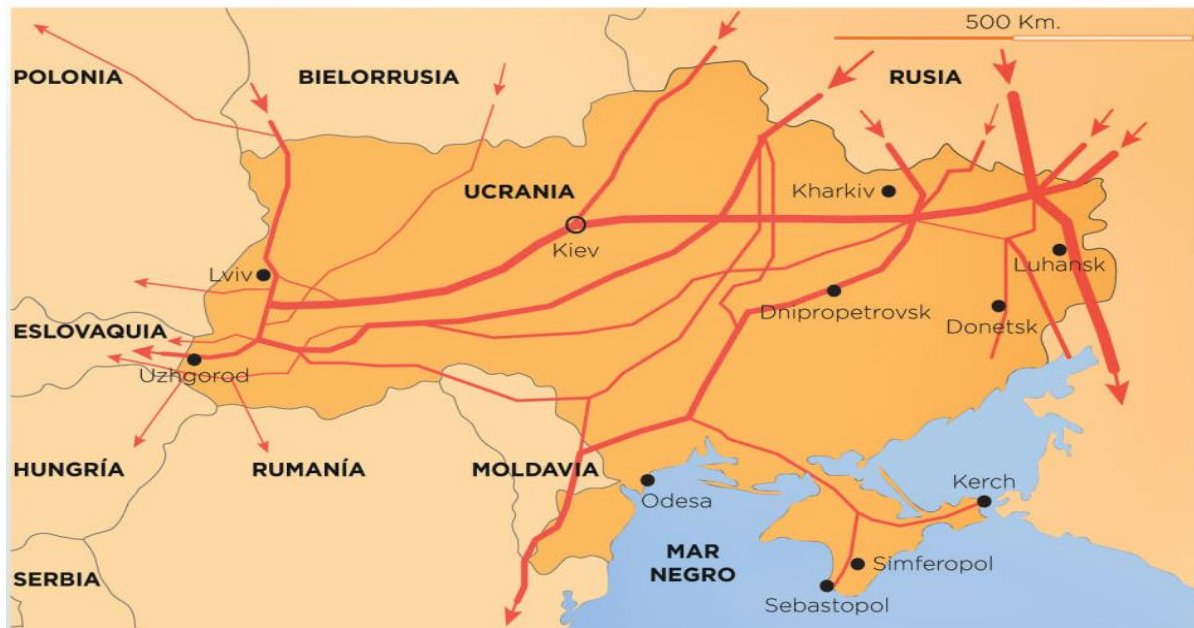 500 Km.
POLONIA
BIELORRUSIA
RUSIA
UCRANIA
Kharkiv
Kiev
Lviv
Luhansk
Dnipropetrovsk
Donetsk
ESLOVAQUIA
Uzhgorod
HUNGRÍA
RUMANÍA
MOLDAVIA
Odesa
Kerch
MAR
NEGRO
SERBIA
Simferopol
Sebastopol